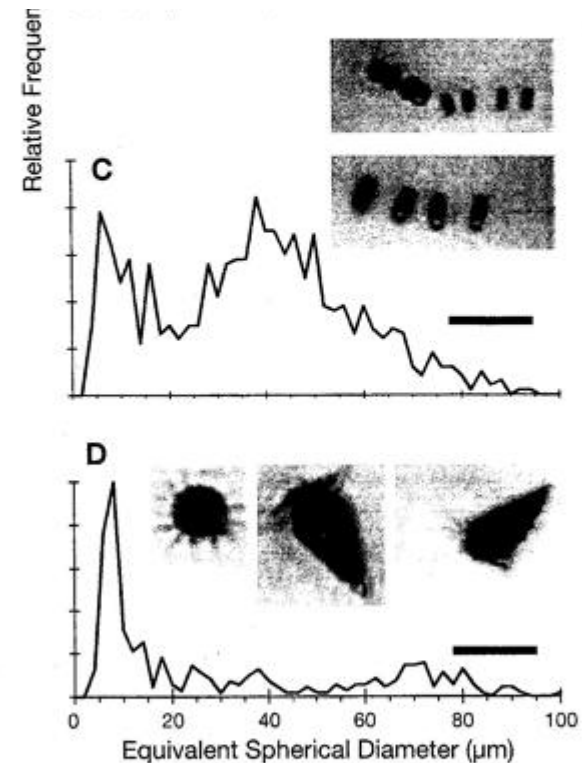 Relative Frequen
C
D
0 20 40 60 80 100
Equivalent Spherical Diameter (µm)